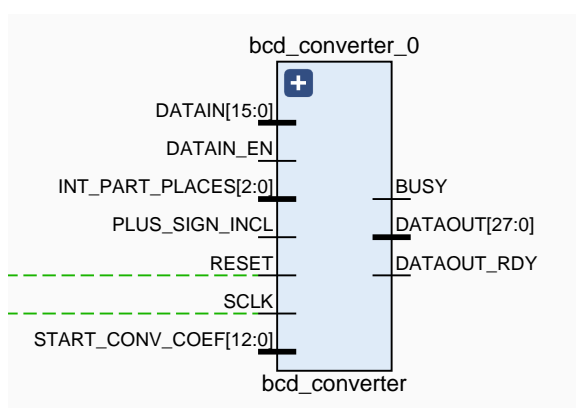 bcd_converter_0
DATAIN[15:0]
DATAIN_EN
INT_PART_PLACES[2:0]
BUSY
PLUS_SIGN_INCL
DATAOUT[27:0]
RESET
DATAOUT_RDY
SCLK
START_CONV_COEF[12:0]
bcd_converter